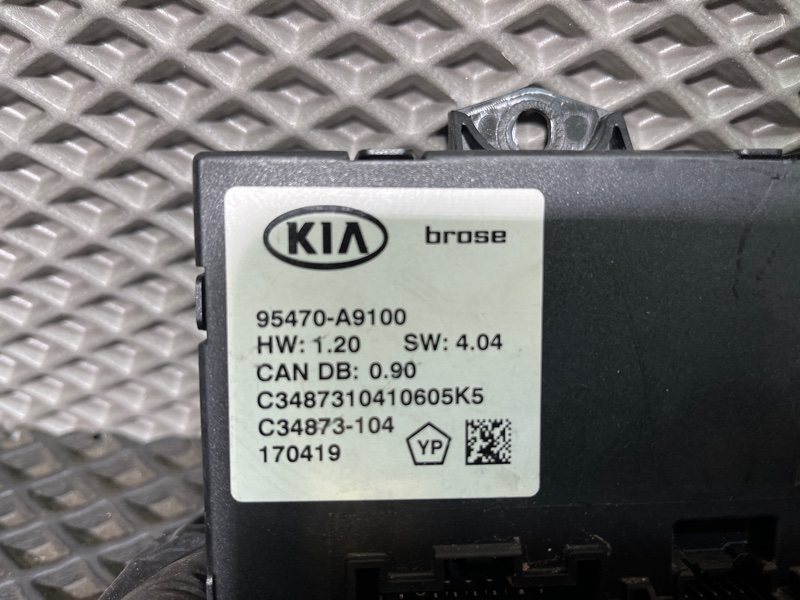 KIA brose
95470-A9100
HW: 1.20 SW: 4.04
CAN DB: 0.90
C3487310410605K5
C34873-104
170419 YP